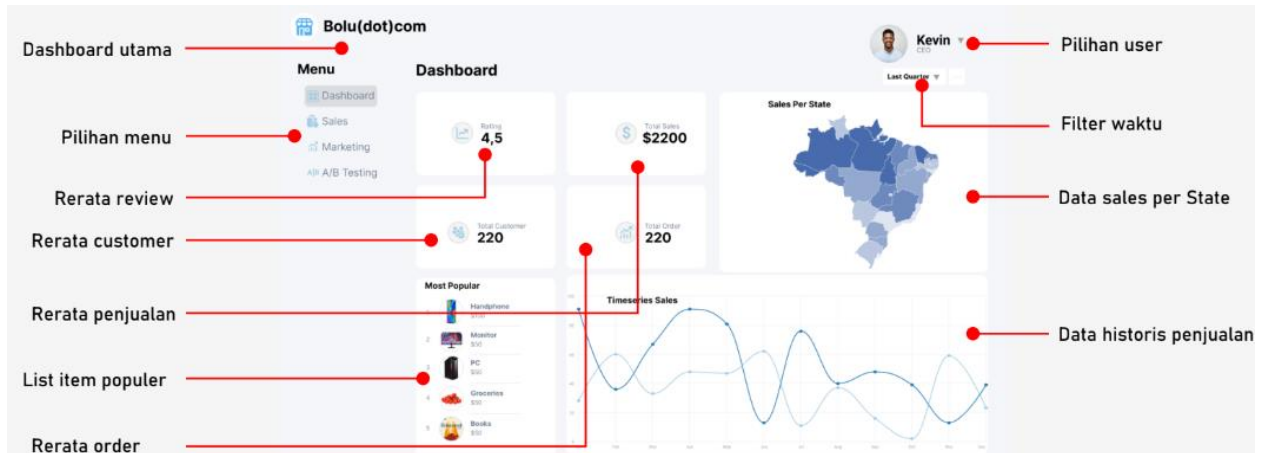 Bolu(dot)com
Dashboard utama
Kevin
CEO
Pilihan user
Menu
Dashboard
Last Quarter
Dashboard
Sales
Marketing
A/B Testing
Pilihan menu
Rating
4,5
Total Sales
$2200
Sales Per State
Filter waktu
Rerata review
Data sales per State
Rerata customer
Total Customer
220
Total Order
220
Most Popular
Timeseries Sales
Rerata penjualan
Handphone
2
Monitor
PC
Data historis penjualan
List item populer
4
Groceries
5
Books
Rerata order